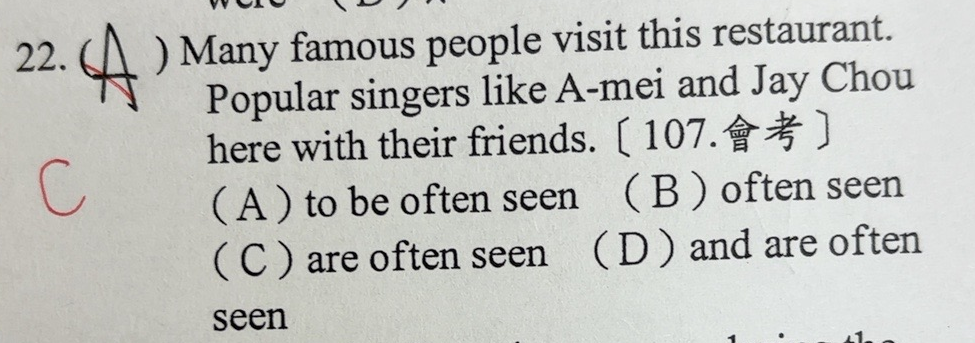 22. (A) Many famous people visit this restaurant.
Popular singers like A-mei and Jay Chou
here with their friends.〔107.會考〕
C
(A) to be often seen (B) often seen
(C) are often seen (D) and are often
seen